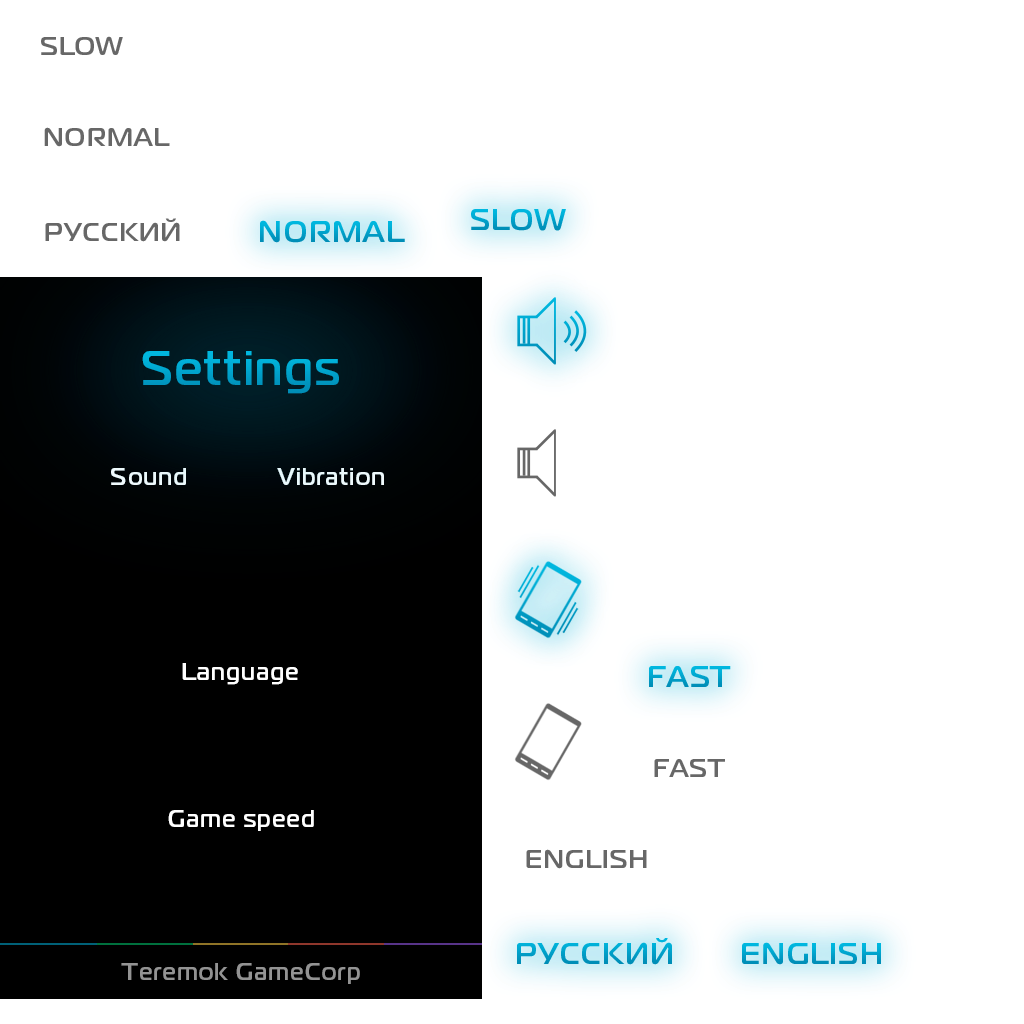 SLOW
NORMAL
РУССКИЙ
NORMAL
SLOW
Settings
Sound
Vibration
Language
Game speed
Teremok GameCorp
FAST
FAST
ENGLISH
РУССКИЙ
ENGLISH